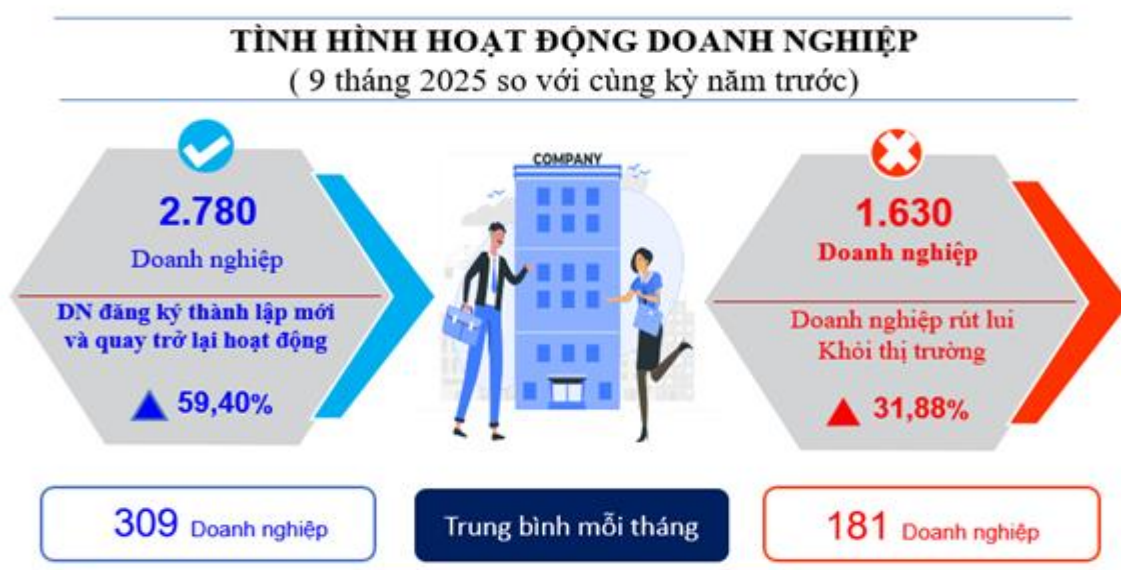 TÌNH HÌNH HOẠT ĐỘNG DOANH NGHIỆP
( 9 tháng 2025 so với cùng kỳ năm trước)
2.780
Doanh nghiệp
DN đăng ký thành lập mới
và quay trở lại hoạt động
59,40%
COMPANY
1.630
Doanh nghiệp
Doanh nghiệp rút lui
Khỏi thị trường
31,88%
309 Doanh nghiệp
Trung bình mỗi tháng
181 Doanh nghiệp